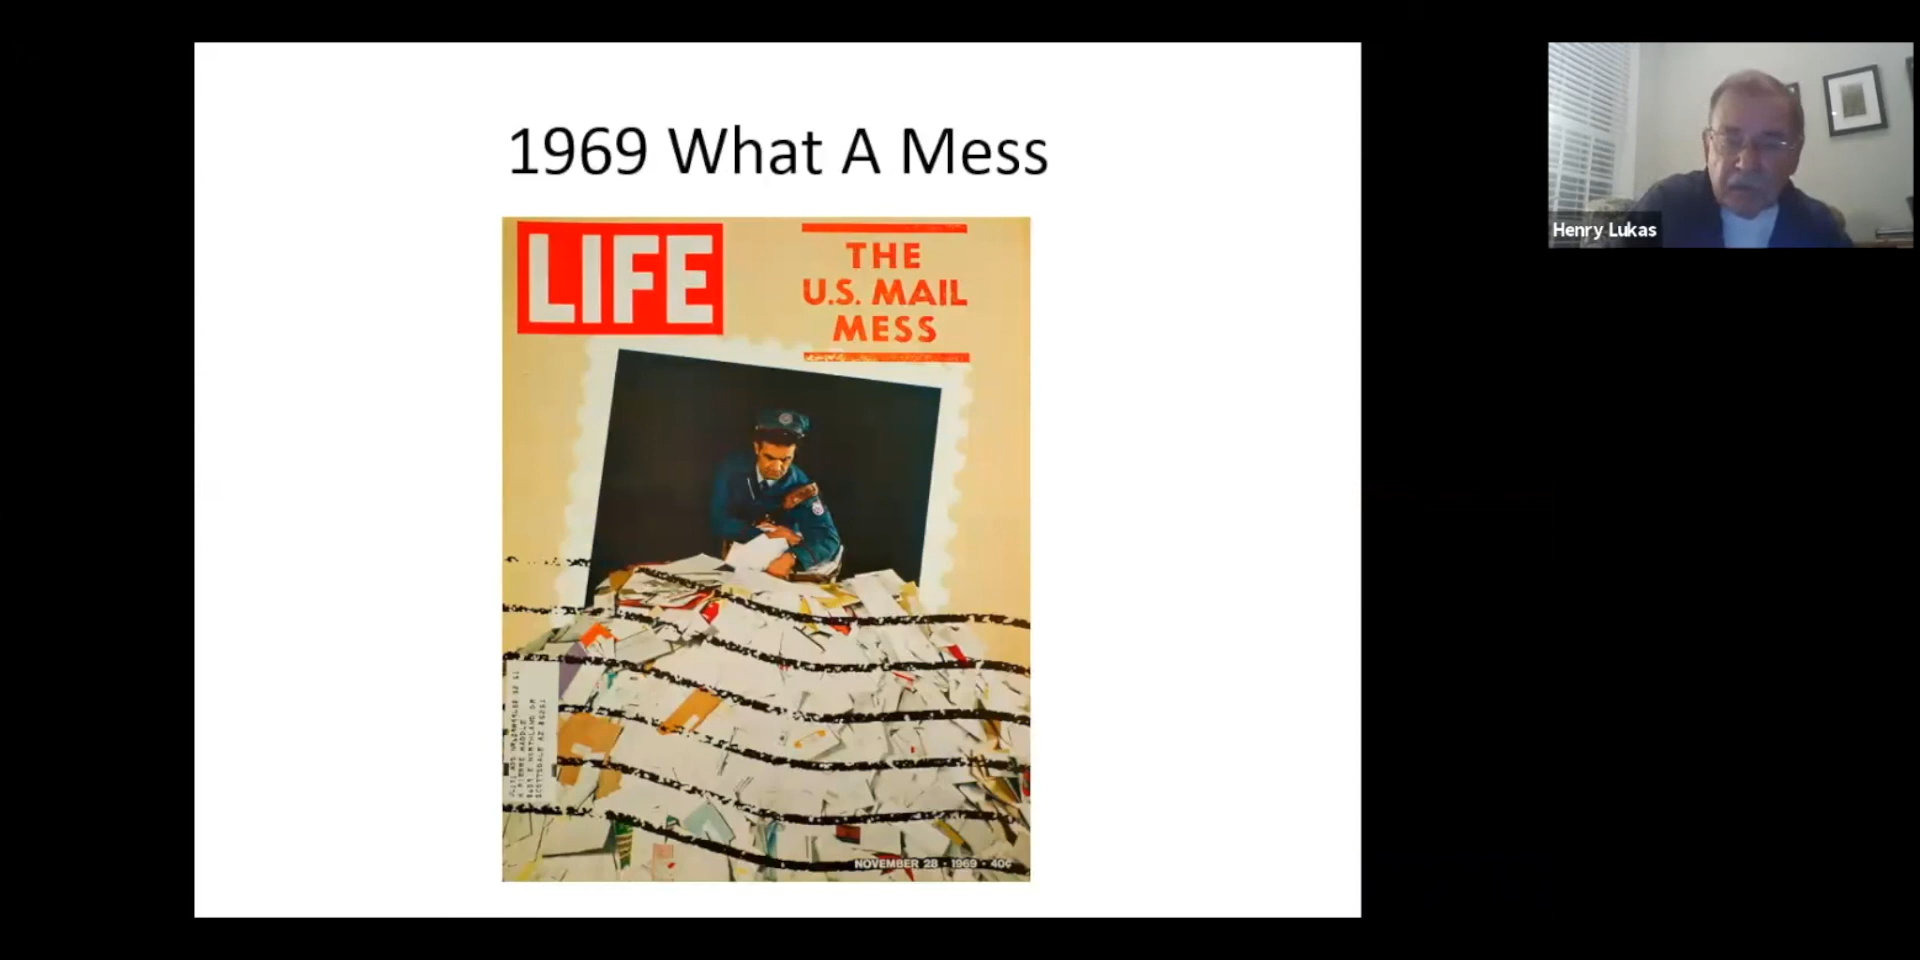 1969 What A Mess
LIFE
THE
U.S. MAIL
MESS
NOVEMBER 28 · 1969 · 40¢
Henry Lukas